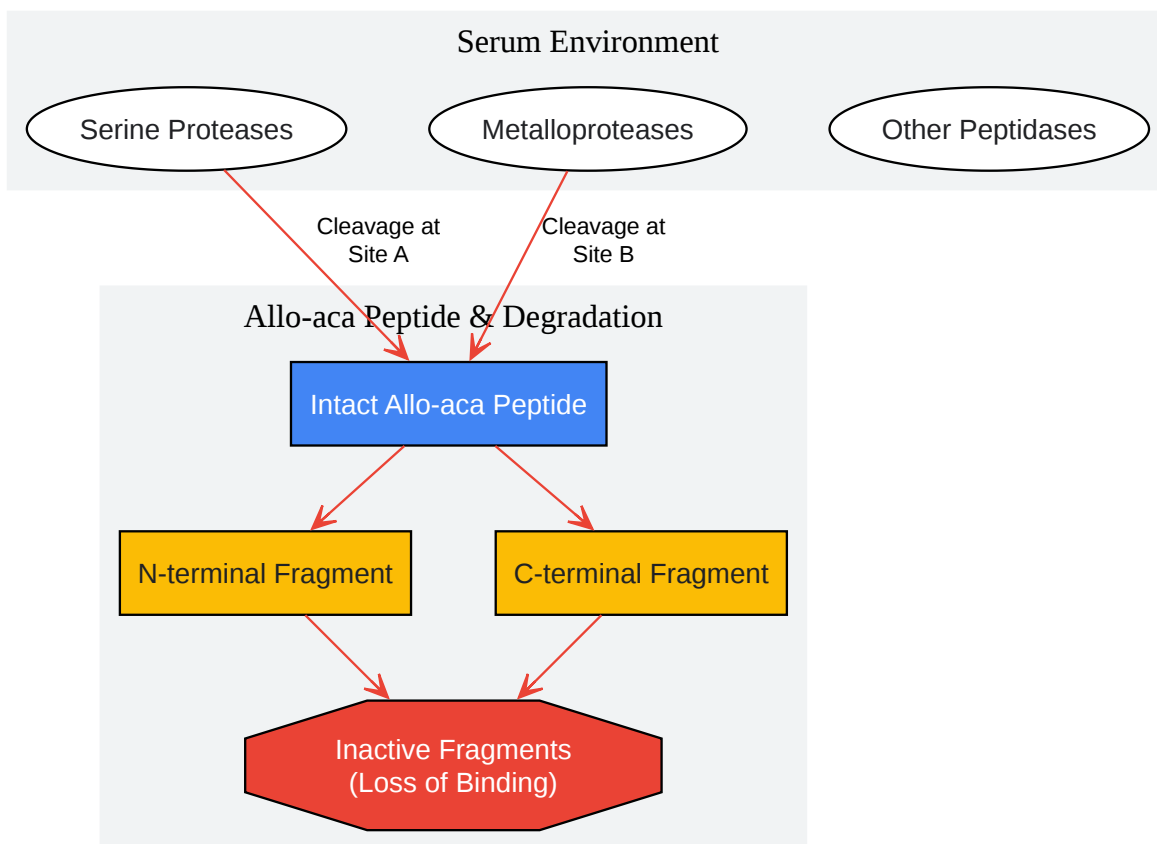 Serum Environment
Serine Proteases
Metalloproteases
Other Peptidases
Cleavage at
Site A
Cleavage at
Site B
Allo-aca Peptide & Degradation
Intact Allo-aca Peptide
N-terminal Fragment
C-terminal Fragment
Inactive Fragments
(Loss of Binding)